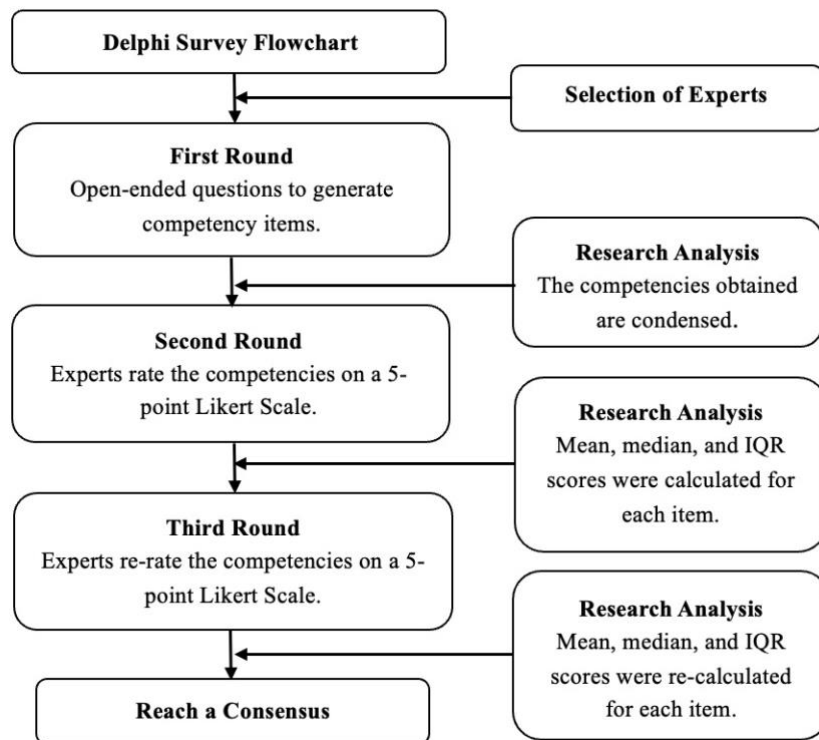 Delphi Survey Flowchart
Selection of Experts
First Round
Open-ended questions to generate
competency items.
Research Analysis
The competencies obtained
are condensed.
Second Round
Experts rate the competencies on a 5-
point Likert Scale.
Research Analysis
Mean, median, and IQR
scores were calculated for
each item.
Third Round
Experts re-rate the competencies on a 5-
point Likert Scale.
Research Analysis
Mean, median, and IQR
scores were re-calculated
for each item.
Reach a Consensus